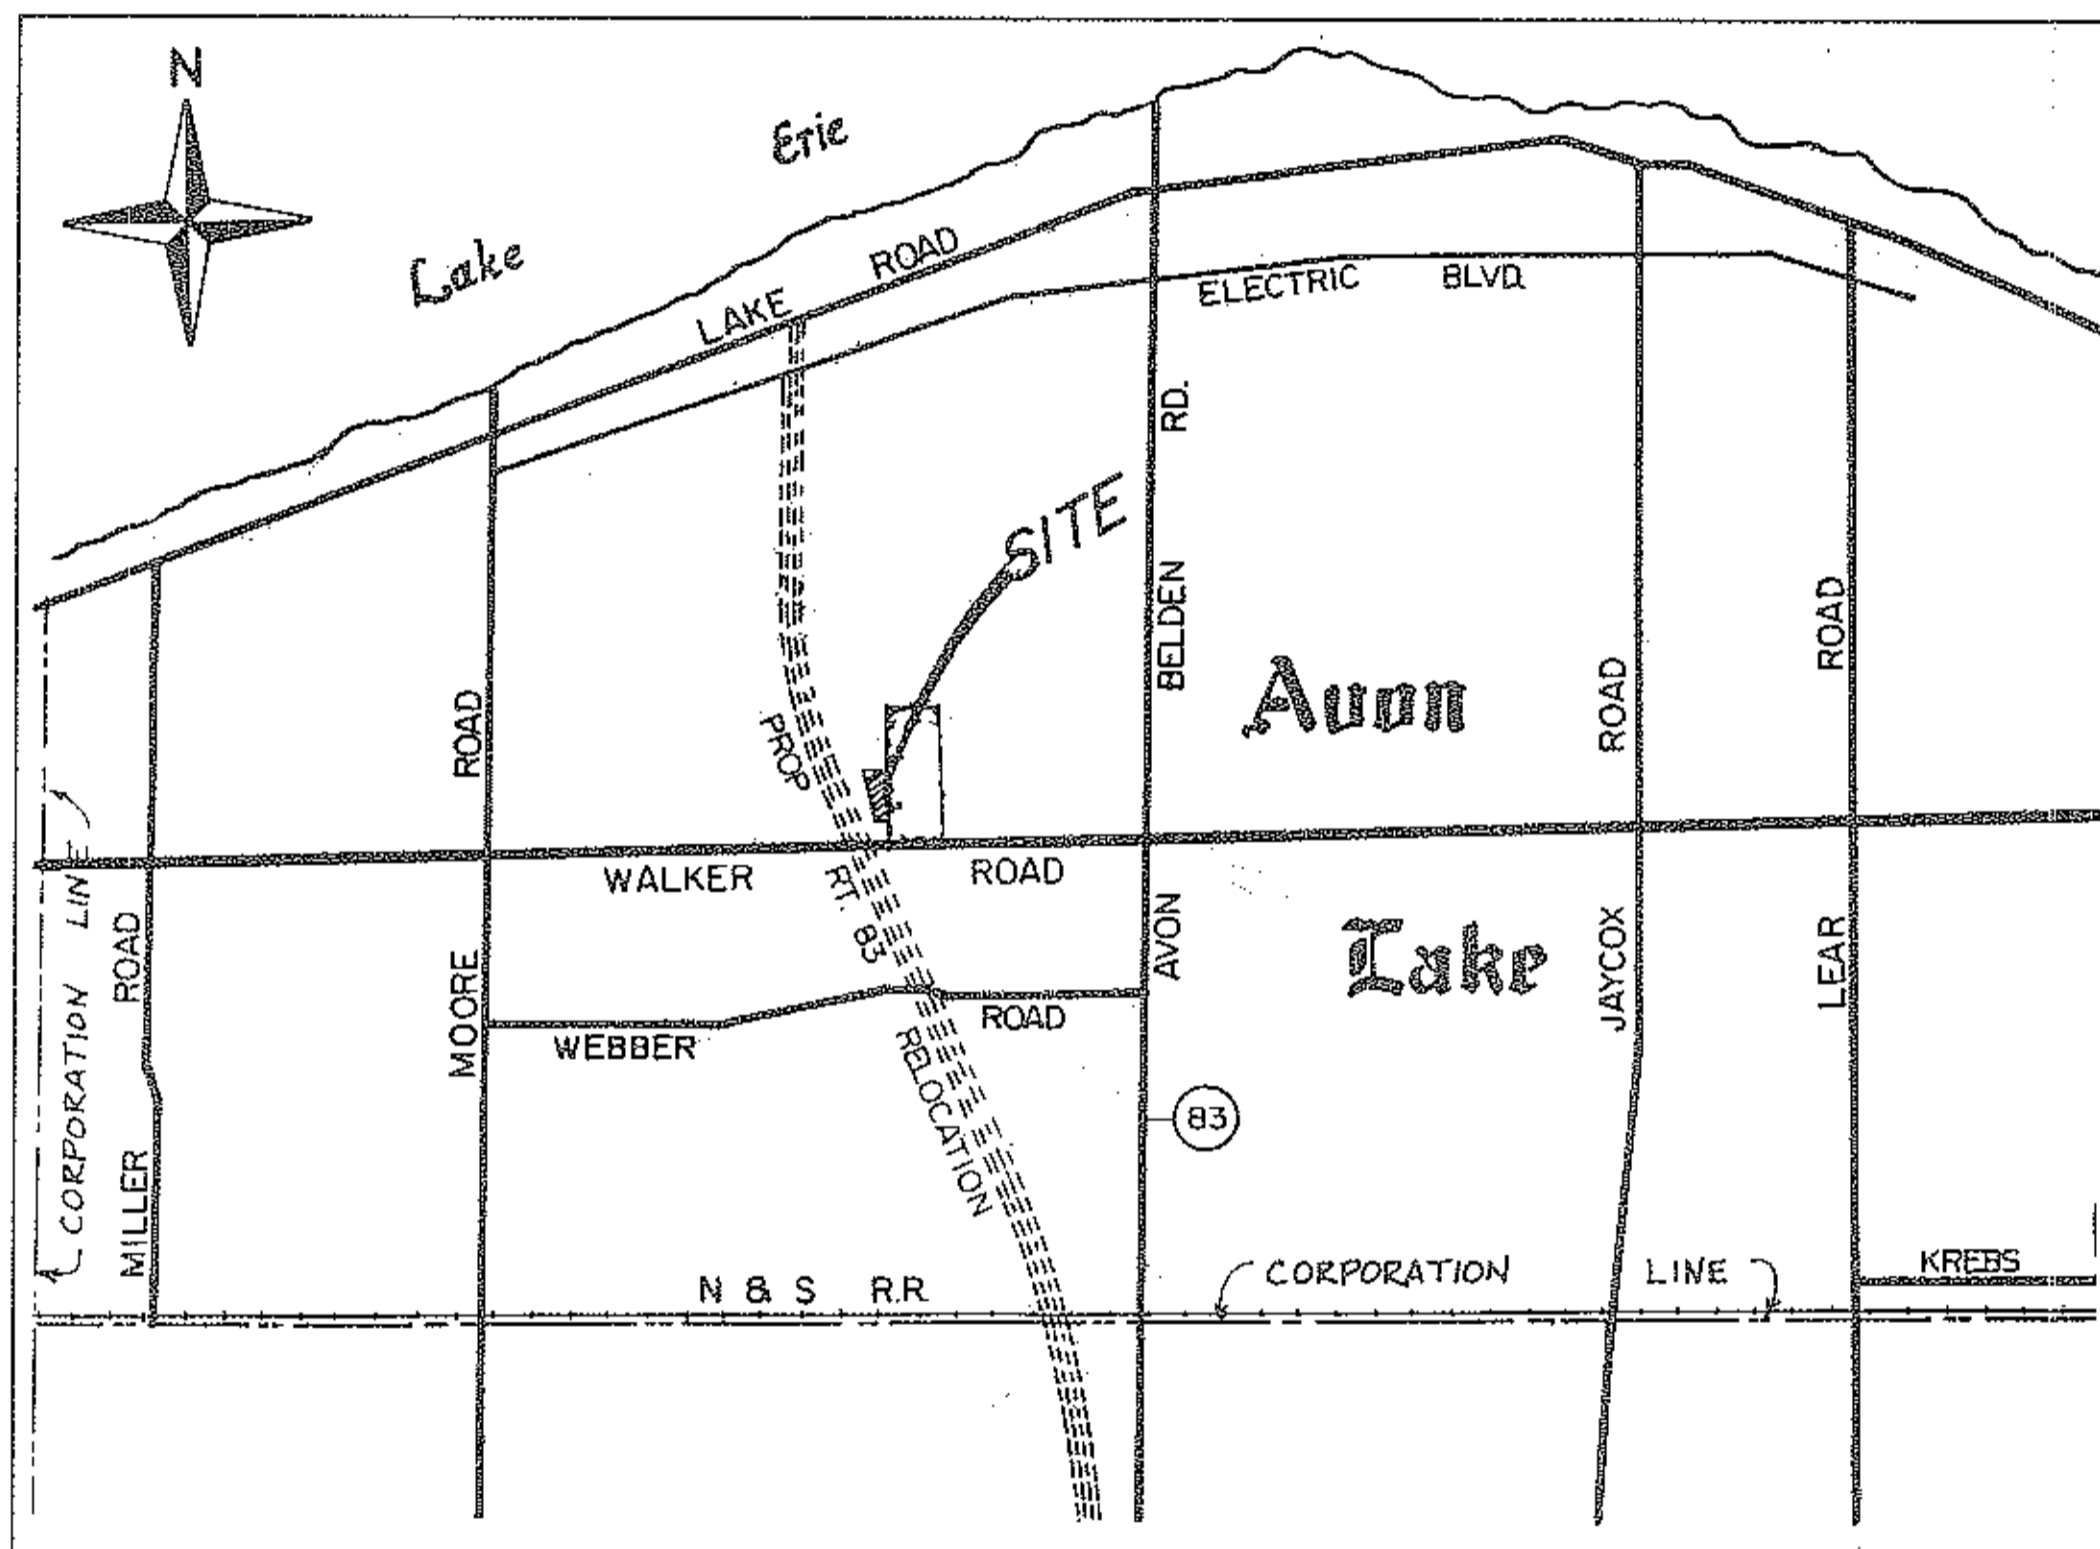 N
Lake Erie
LAKE ROAD
ELECTRIC BLVD.
RD.
SITE
BELDEN
ROAD
ROAD
ROAD
PROP
Avon
WALKER ROAD
RT. 83
CORPORATION LINE
ROAD
MOORE
AVON
Lake
JAYCOX
LEAR
WEBBER ROAD
RELOCATION
83
MILLER
N & S R.R.
CORPORATION LINE
KREBS